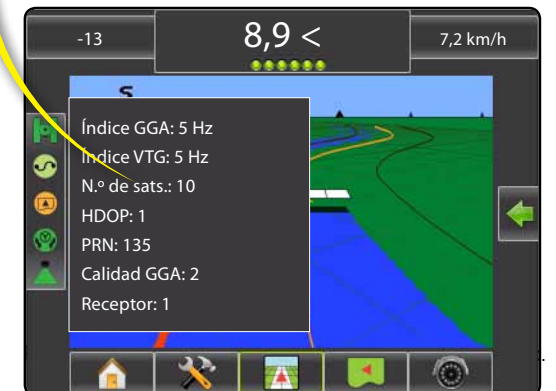 -13
8,9 <
7,2 km/h
S
Índice GGA: 5 Hz
Índice VTG: 5 Hz
N.º de sats.: 10
HDOP: 1
PRN: 135
Calidad GGA: 2
Receptor: 1